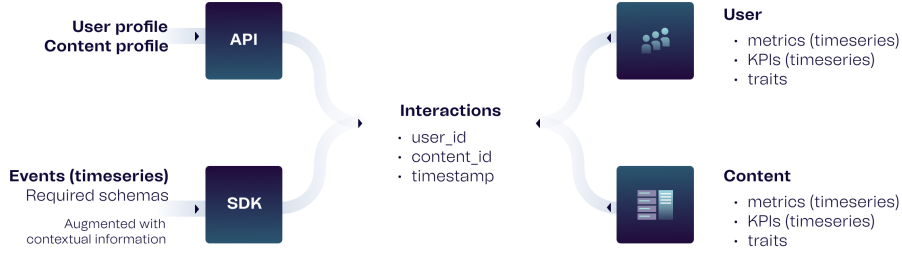 User profile
Content profile
API
Events (timeseries)
Required schemas
Augmented with
contextual information
SDK
Interactions
• user_id
• content_id
• timestamp
User
• metrics (timeseries)
• KPIs (timeseries)
• traits
Content
• metrics (timeseries)
• KPIs (timeseries)
• traits